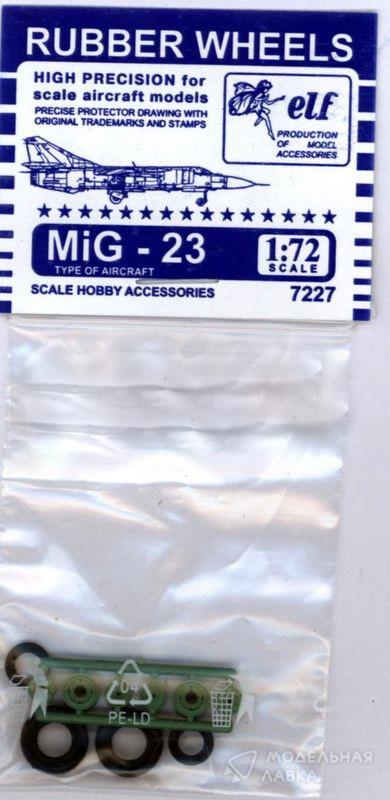 RUBBER WHEELS
HIGH PRECISION for
scale aircraft models
PRECISE PROTECTOR DRAWING WITH
ORIGINAL TRADEMARKS AND STAMPS
elf
PRODUCTION
OF MODEL
ACCESSORIES
MiG - 23
TYPE OF AIRCRAFT
1:72
SCALE
SCALE HOBBY ACCESSORIES
7227
04
PE-LD
МОДЕЛЬНАЯ
ЛАВКА